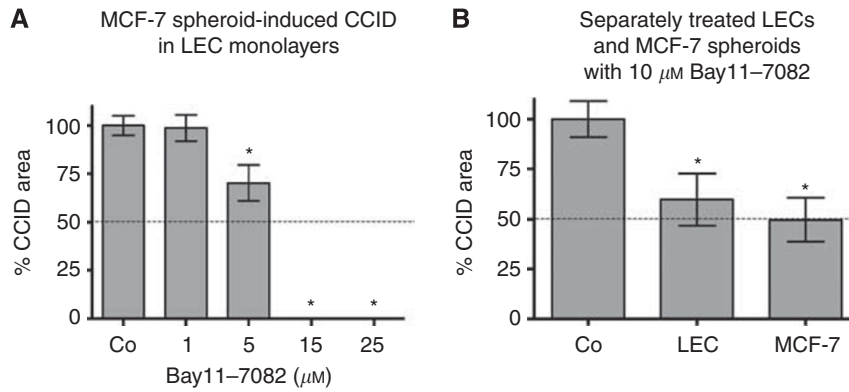 A
MCF-7 spheroid-induced CCID
in LEC monolayers
% CCID area
100
75
50
25
0
*
*
*
Co
1
5
15
25
Bay11–7082 (μM)
B
Separately treated LECs
and MCF-7 spheroids
with 10 μM Bay11–7082
% CCID area
100
75
50
25
0
*
*
Co
LEC
MCF-7